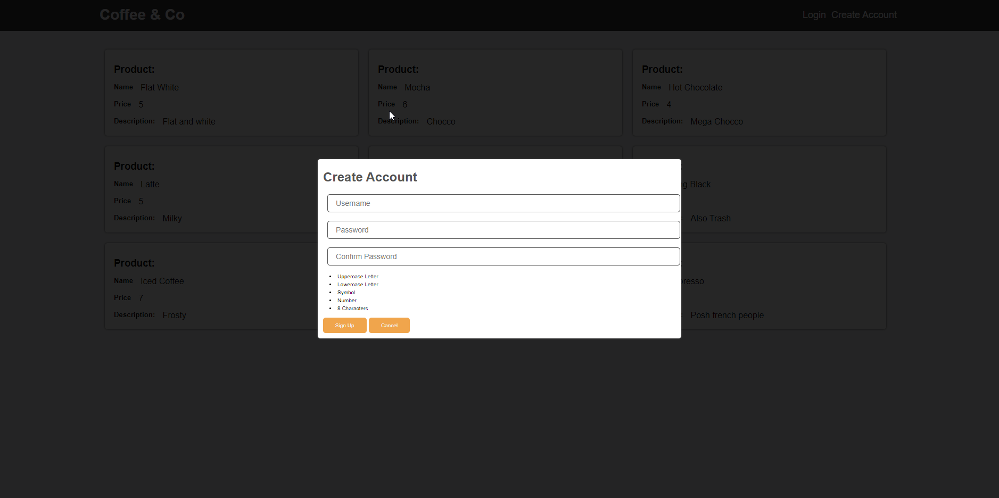 Coffee & Co
Login Create Account
Product:
Name Flat White
Price 5
Description: Flat and white
Product:
Name Mocha
Price 6
Description: Chocco
Product:
Name Hot Chocolate
Price 4
Description: Mega Chocco
Product:
Name Latte
Price 5
Description: Milky
Black
Also Trash
Product:
Name Iced Coffee
Price 7
Description: Frosty
Posh french people
Create Account
Username
Password
Confirm Password
Uppercase Letter
Lowercase Letter
Symbol
Number
8 Characters
Sign Up Cancel